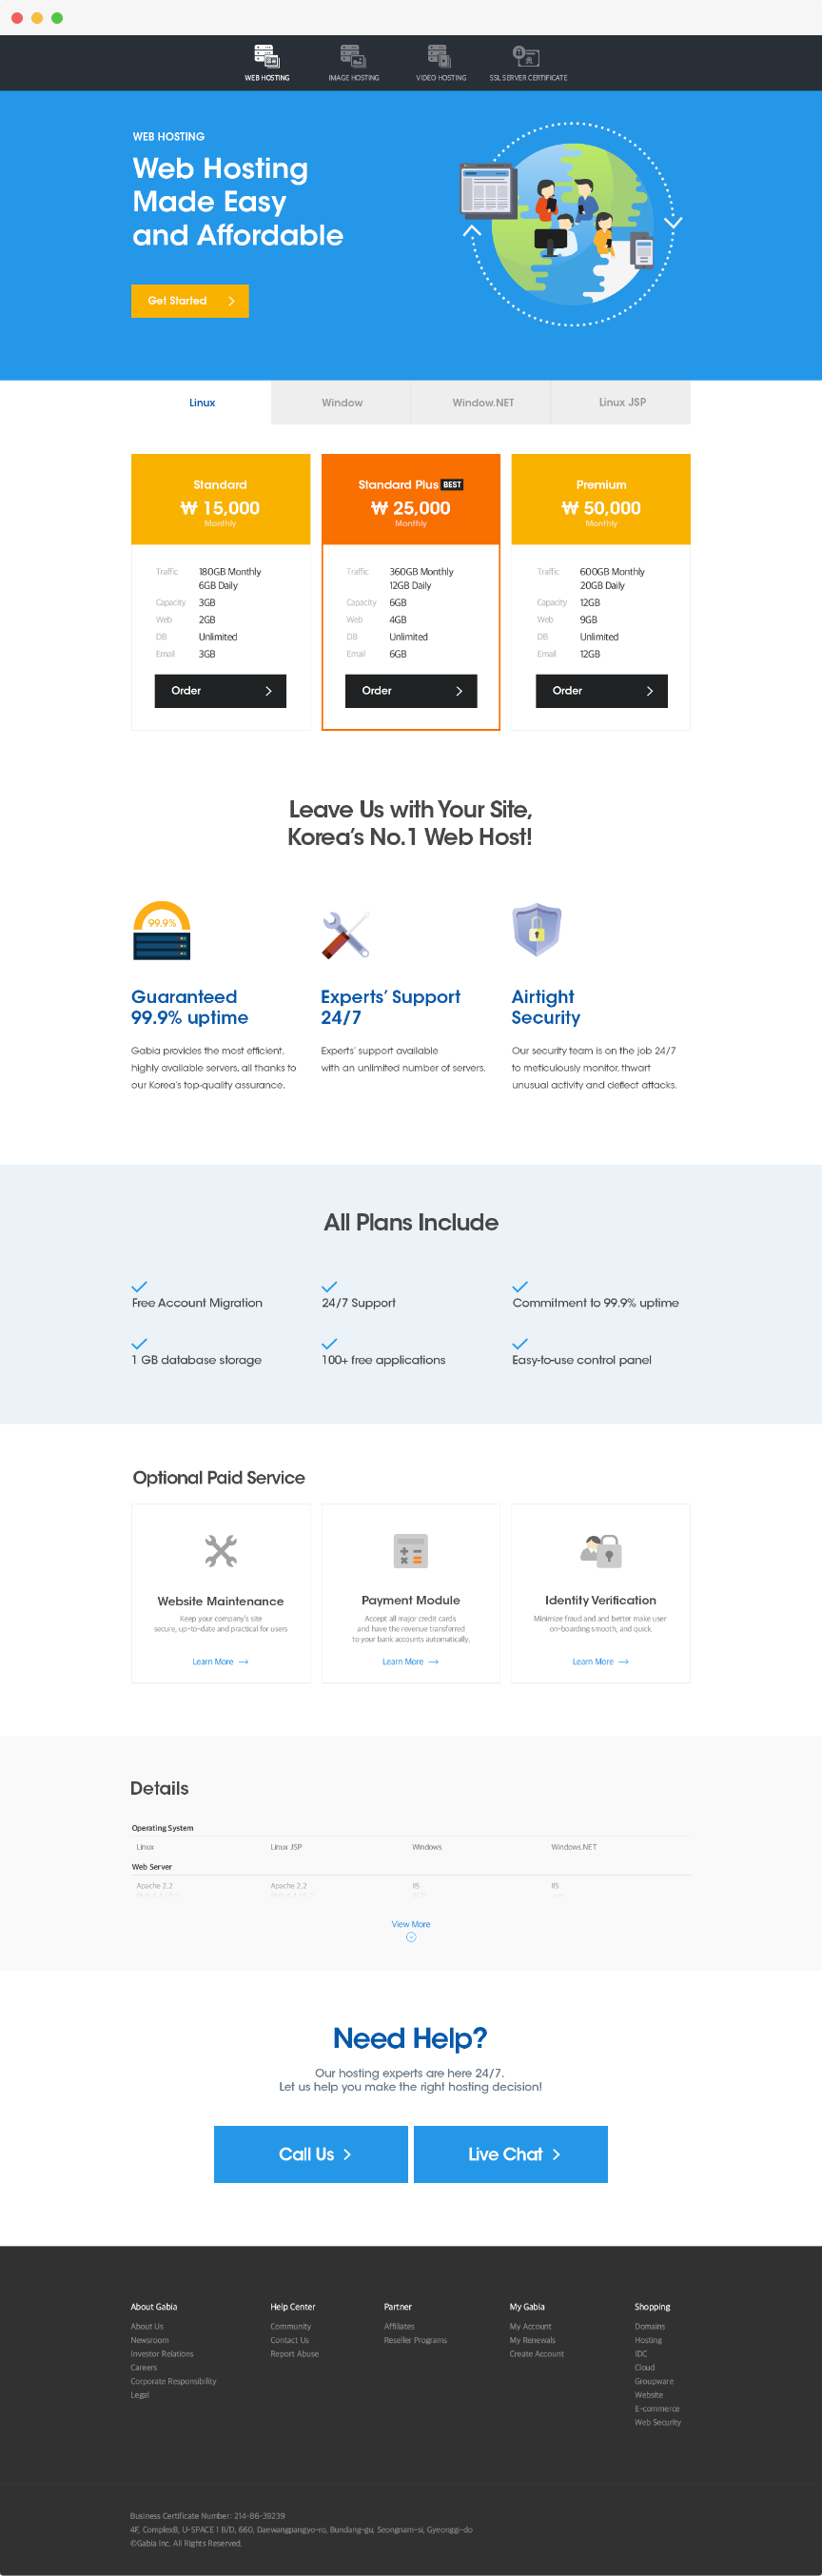 WEB HOSTING
IMAGE HOSTING
VIDEO HOSTING
SSL SERVER CERTIFICATE
WEB HOSTING
Web Hosting
Made Easy
and Affordable
Get Started
Linux
Window
Window.NET
Linux JSP
Standard
₩ 15,000
Monthly
Traffic 180GB Monthly
6GB Daily
Capacity 3GB
Web 2GB
DB Unlimited
Email 3GB
Order
Standard Plus BEST
₩ 25,000
Monthly
Traffic 360GB Monthly
12GB Daily
Capacity 6GB
Web 4GB
DB Unlimited
Email 6GB
Order
Premium
₩ 50,000
Monthly
Traffic 600GB Monthly
20GB Daily
Capacity 12GB
Web 9GB
DB Unlimited
Email 12GB
Order
Leave Us with Your Site,
Korea's No.1 Web Host!
99.9%
Guaranteed
99.9% uptime
Gabia provides the most efficient,
highly available servers, all thanks to
our Korea's top-quality assurance.
Experts' Support
24/7
Experts' support available
with an unlimited number of servers.
Airtight
Security
Our security team is on the job 24/7
to meticulously monitor, thwart
unusual activity and deflect attacks.
All Plans Include
Free Account Migration
24/7 Support
Commitment to 99.9% uptime
1 GB database storage
100+ free applications
Easy-to-use control panel
Optional Paid Service
Website Maintenance
Keep your company's site
secure, up-to-date and practical for users
Learn More
Payment Module
Accept all major credit cards
and have the revenue transferred
to your bank accounts automatically.
Learn More
Identity Verification
Minimize fraud and and better make user
on-boarding smooth, and quick.
Learn More
Details
Operating System
Linux
Linux JSP
Windows
Windows.NET
Web Server
Apache 2.2
Apache 2.2
IIS
IIS
View More
Need Help?
Our hosting experts are here 24/7.
Let us help you make the right hosting decision!
Call Us
Live Chat
About Gabia
About Us
Newsroom
Investor Relations
Careers
Corporate Responsibility
Legal
Help Center
Community
Contact Us
Report Abuse
Partner
Affiliates
Reseller Programs
My Gabia
My Account
My Renewals
Create Account
Shopping
Domains
Hosting
IDC
Cloud
Groupware
Website
E-commerce
Web Security
Business Certificate Number: 214-86-39239
4F, ComplexB, U-SPACE 1 B/D, 660, Daewangpangyo-ro, Bundang-gu, Seongnam-si, Gyeonggi-do
©Gabia Inc. All Rights Reserved.